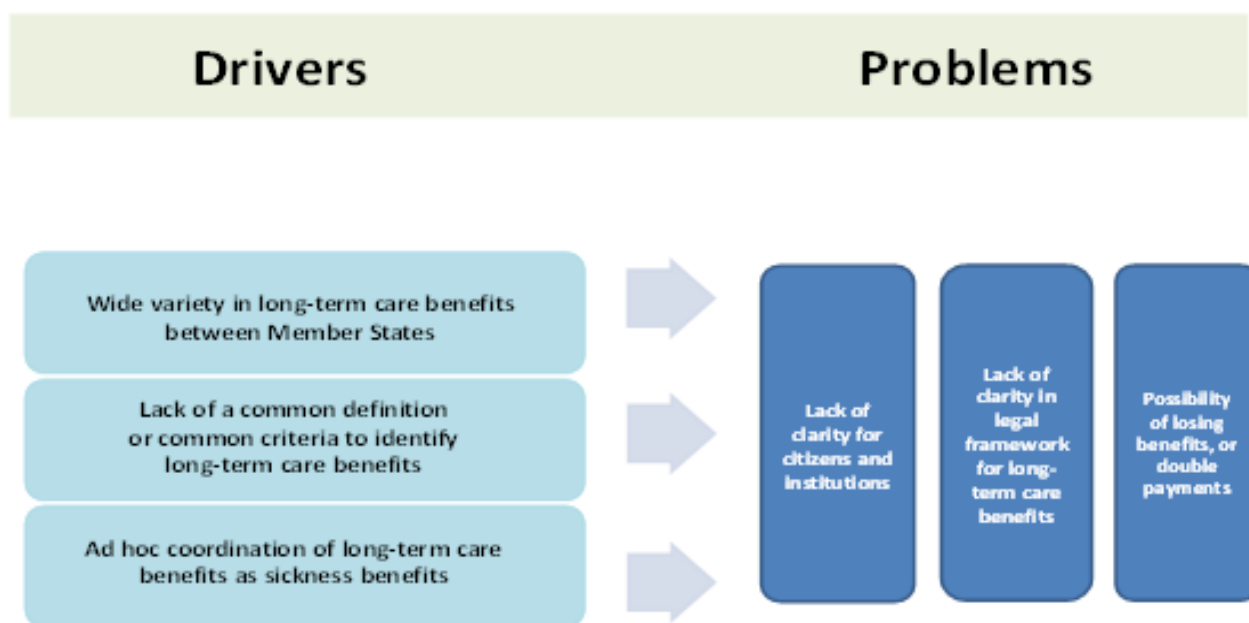 Drivers
Problems
Wide variety in long-term care benefits
between Member States
Lack of a common definition
or common criteria to identify
long-term care benefits
Ad hoc coordination of long-term care
benefits as sickness benefits
Lack of
clarity for
citizens and
institutions
Lack of
clarity in
legal
framework
for long-
term care
benefits
Possibility
of losing
benefits, or
double
payments